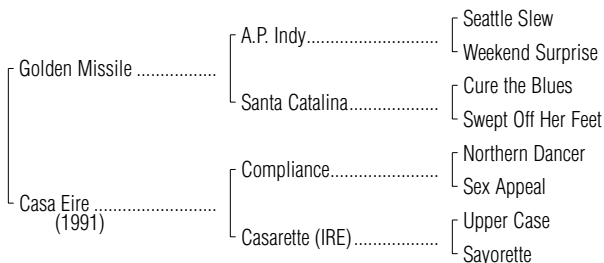 Seattle Slew
A.P. Indy..............................
Weekend Surprise
Golden Missile .................
Cure the Blues
Santa Catalina....................
Swept Off Her Feet
Northern Dancer
Compliance........................
Sex Appeal
Casa Eire ...........................
(1991)
Upper Case
Casarette (IRE)...................
Savorette